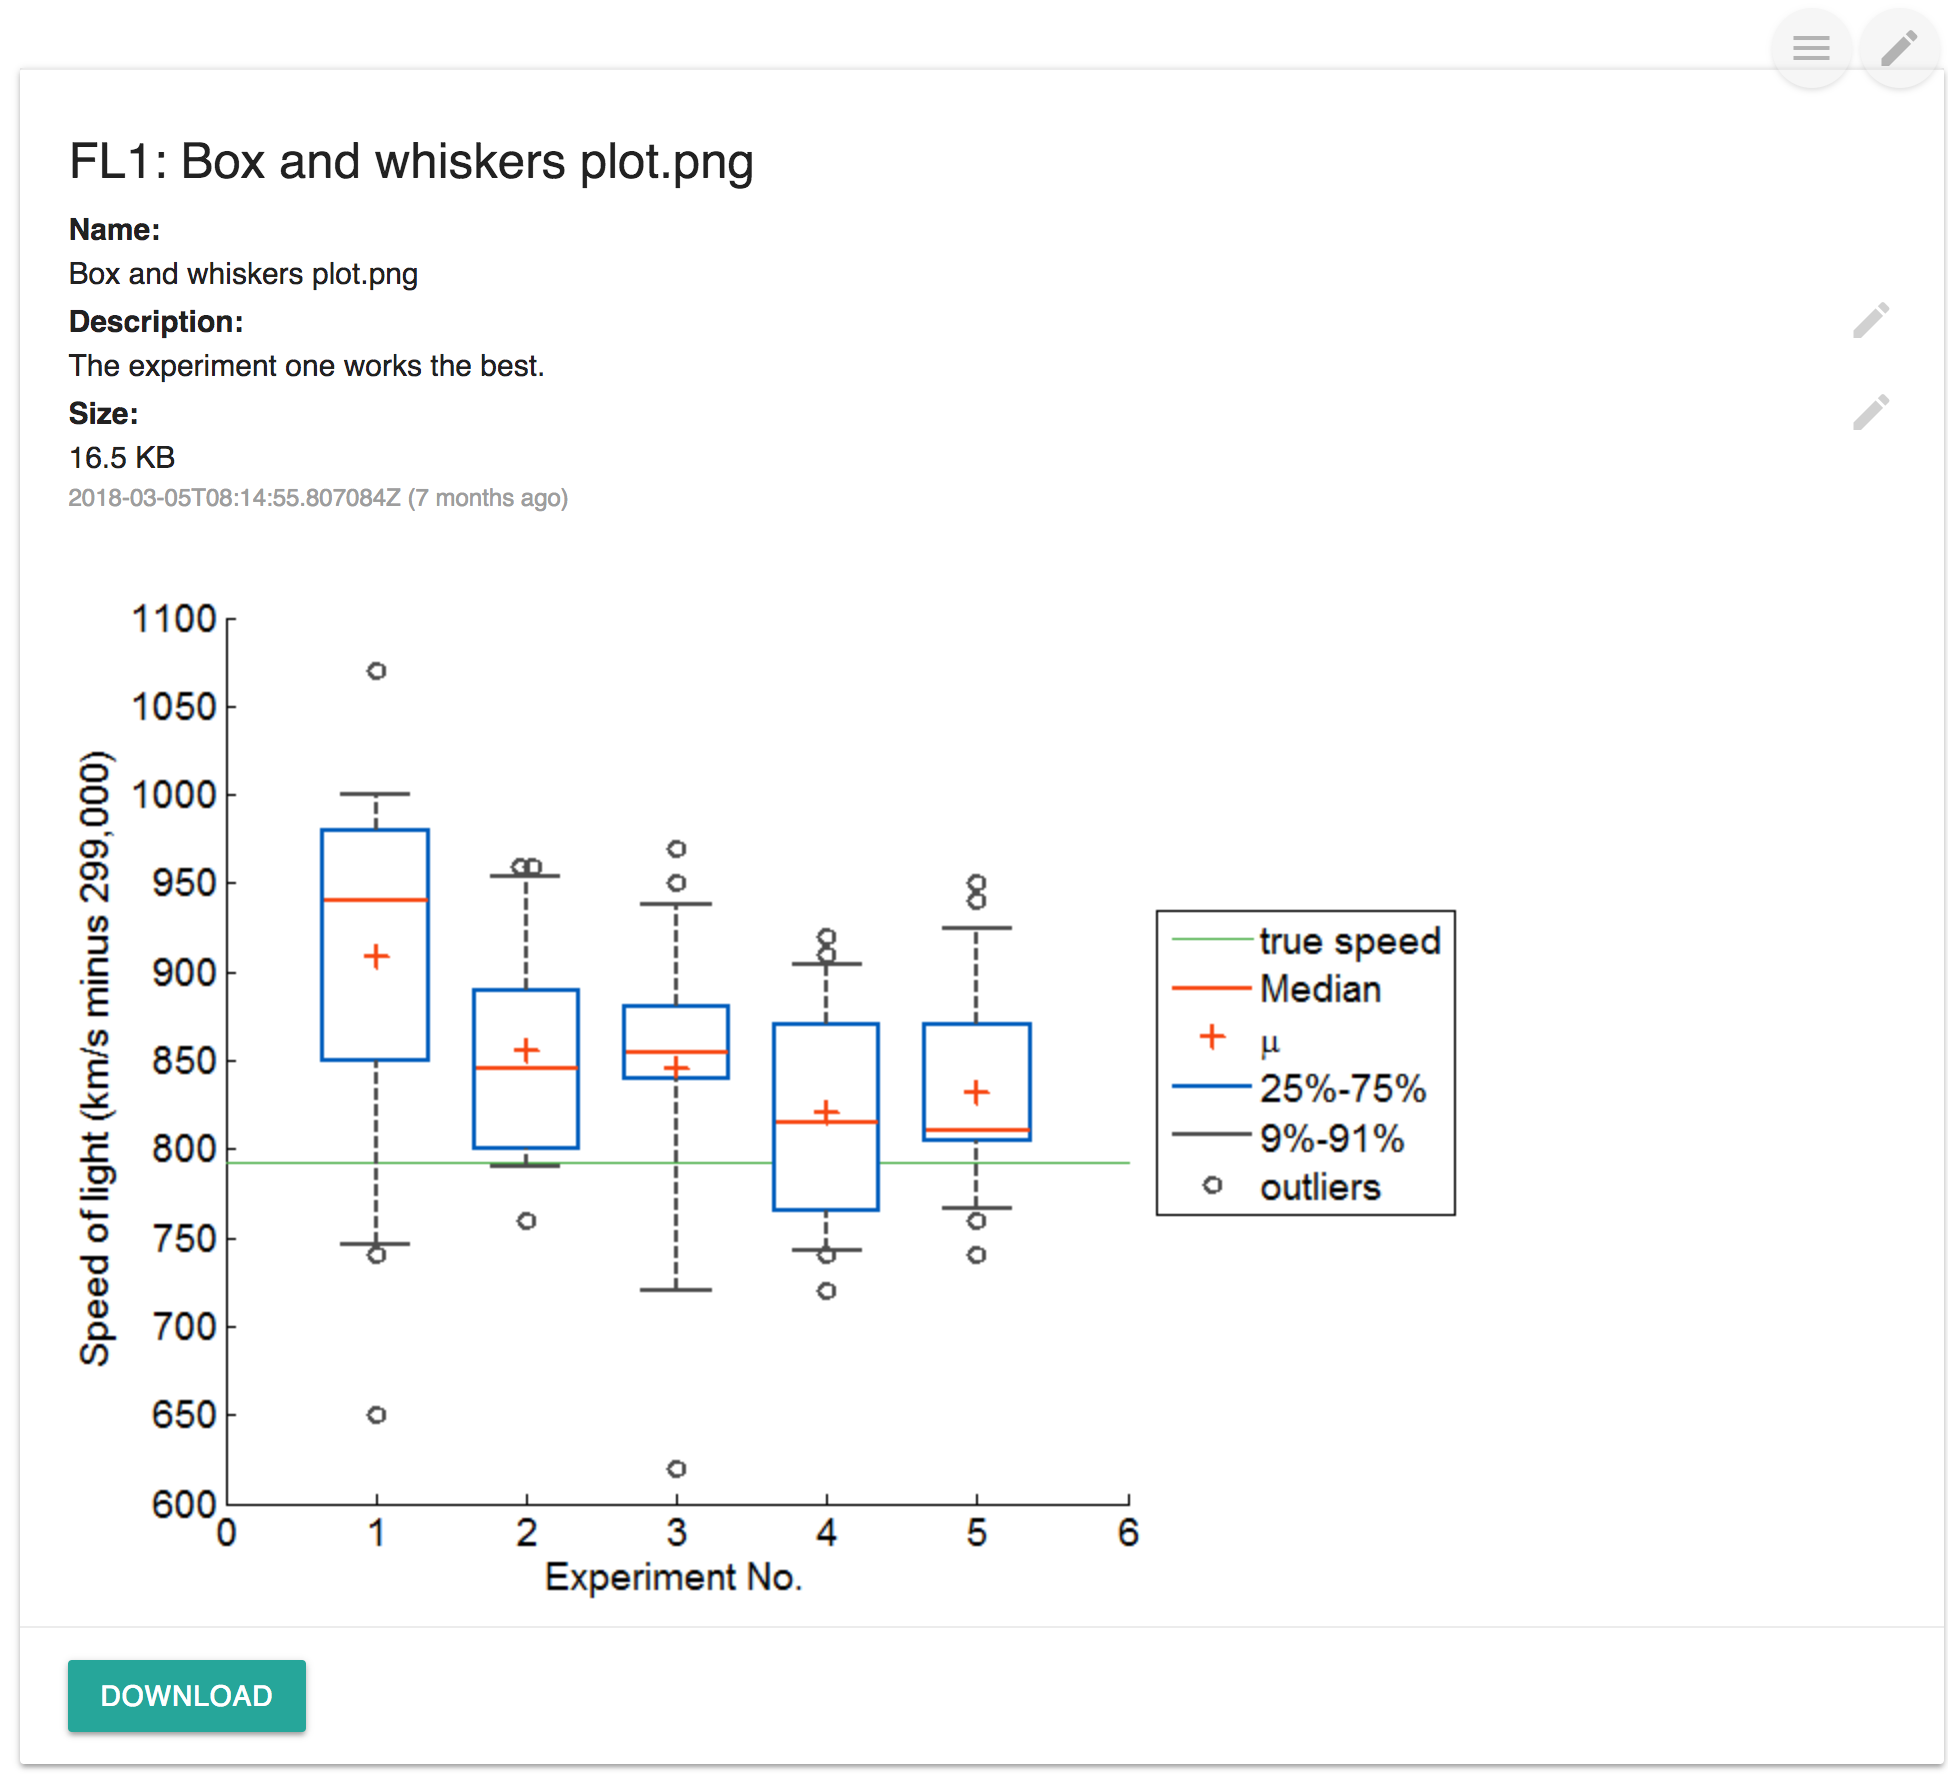 FL1: Box and whiskers plot.png
Name:
Box and whiskers plot.png
Description:
The experiment one works the best.
Size:
16.5 KB
2018-03-05T08:14:55.807084Z (7 months ago)
1100
1050
1000
950
900
850
800
750
700
650
600
Speed of light (km/s minus 299,000)
0 1 2 3 4 5 6
Experiment No.
true speed
Median
μ
25%-75%
9%-91%
outliers
DOWNLOAD